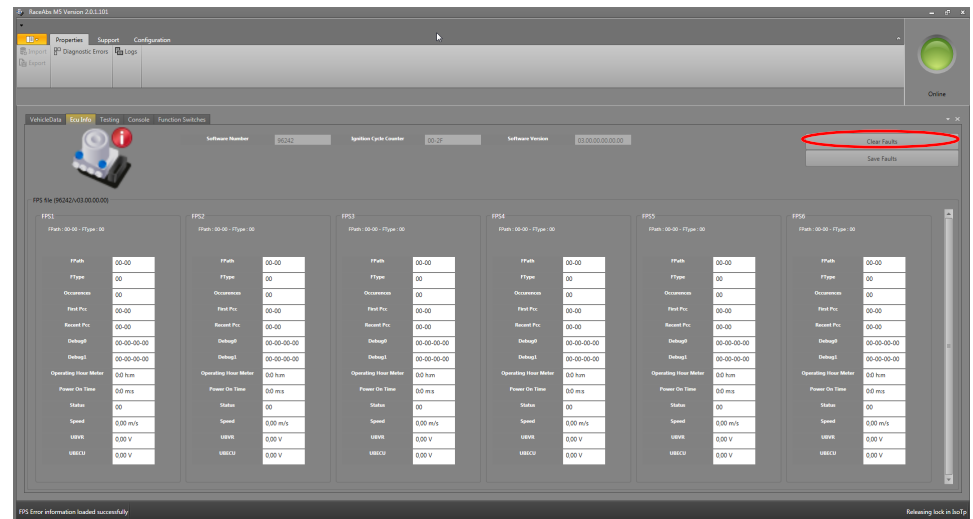 RaceAbs M5 Version 2.0.1.101
Properties Support Configuration
Import Diagnostic Errors Logs
Export
Online
VehicleData Ecu Info Testing Console Function Switches
Software Number 96242 Ignition Cycle Counter 00-2F Software Version 03.00.00.00.00.00 Clear Faults
Save Faults
FPS file (96242/v03.00.00.00)
FPS1 FPS2 FPS3 FPS4 FPS5 FPS6
FPath : 00-00 - FType : 00 FPath : 00-00 - FType : 00 FPath : 00-00 - FType : 00 FPath : 00-00 - FType : 00 FPath : 00-00 - FType : 00 FPath : 00-00 - FType : 00
FPath 00-00 FPath 00-00 FPath 00-00 FPath 00-00 FPath 00-00 FPath 00-00
FType 00 FType 00 FType 00 FType 00 FType 00 FType 00
Occurences 00 Occurences 00 Occurences 00 Occurences 00 Occurences 00 Occurences 00
First Pcc 00-00 First Pcc 00-00 First Pcc 00-00 First Pcc 00-00 First Pcc 00-00 First Pcc 00-00
Recent Pcc 00-00 Recent Pcc 00-00 Recent Pcc 00-00 Recent Pcc 00-00 Recent Pcc 00-00 Recent Pcc 00-00
Debug0 00-00-00-00 Debug0 00-00-00-00 Debug0 00-00-00-00 Debug0 00-00-00-00 Debug0 00-00-00-00 Debug0 00-00-00-00
Debug1 00-00-00-00 Debug1 00-00-00-00 Debug1 00-00-00-00 Debug1 00-00-00-00 Debug1 00-00-00-00 Debug1 00-00-00-00
Operating Hour Meter 0:0 h:m Operating Hour Meter 0:0 h:m Operating Hour Meter 0:0 h:m Operating Hour Meter 0:0 h:m Operating Hour Meter 0:0 h:m Operating Hour Meter 0:0 h:m
Power On Time 0:0 m:s Power On Time 0:0 m:s Power On Time 0:0 m:s Power On Time 0:0 m:s Power On Time 0:0 m:s Power On Time 0:0 m:s
Status 00 Status 00 Status 00 Status 00 Status 00 Status 00
Speed 0,00 m/s Speed 0,00 m/s Speed 0,00 m/s Speed 0,00 m/s Speed 0,00 m/s Speed 0,00 m/s
UBVR 0,00 V UBVR 0,00 V UBVR 0,00 V UBVR 0,00 V UBVR 0,00 V UBVR 0,00 V
UBECU 0,00 V UBECU 0,00 V UBECU 0,00 V UBECU 0,00 V UBECU 0,00 V UBECU 0,00 V
FPS Error information loaded successfully Releasing lock in IsoTp